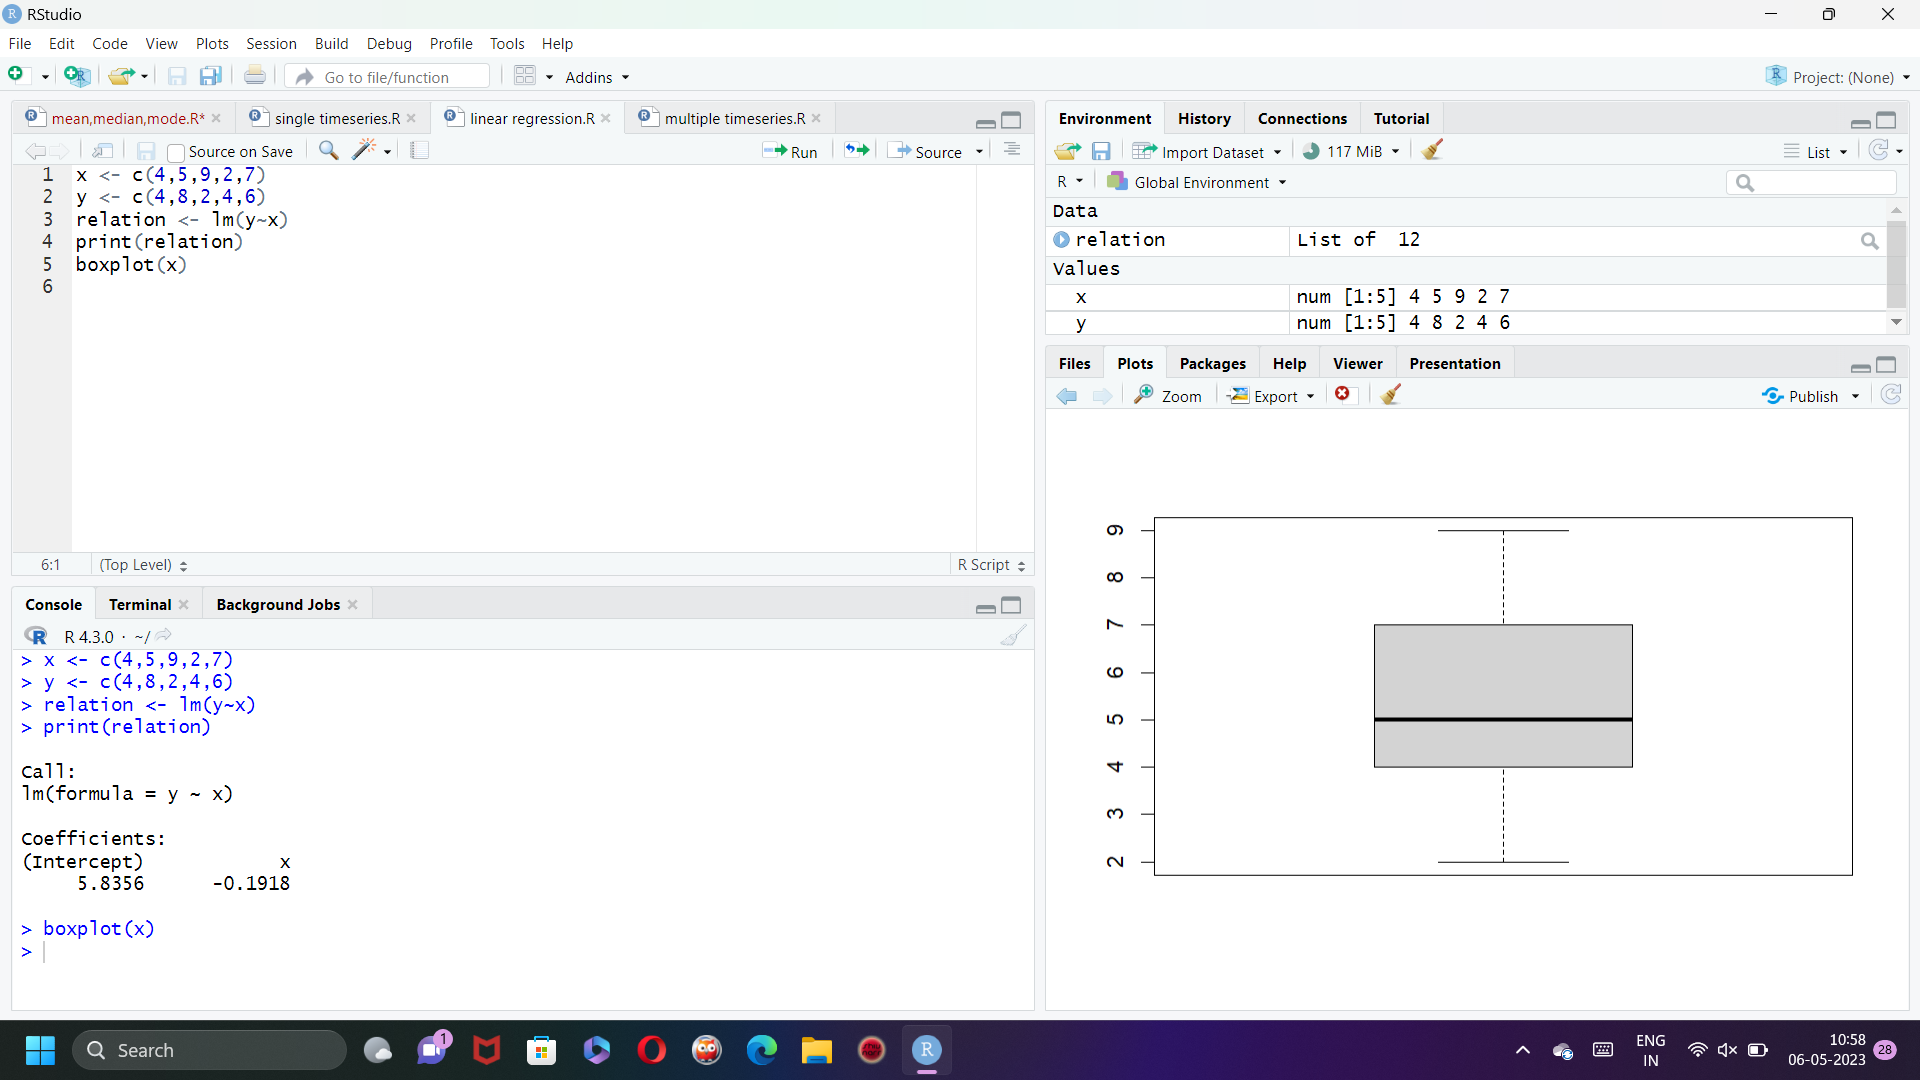 RStudio
File Edit Code View Plots Session Build Debug Profile Tools Help
Go to file/function Addins Project: (None)
mean,median,mode.R* single timeseries.R linear regression.R multiple timeseries.R
Source on Save Run Source
1 x <- c(4,5,9,2,7)
2 y <- c(4,8,2,4,6)
3 relation <- lm(y~x)
4 print(relation)
5 boxplot(x)
6
6:1 (Top Level) R Script
Console Terminal Background Jobs
R 4.3.0 · ~/
> x <- c(4,5,9,2,7)
> y <- c(4,8,2,4,6)
> relation <- lm(y~x)
> print(relation)
Call:
lm(formula = y ~ x)
Coefficients:
(Intercept) x
5.8356 -0.1918
> boxplot(x)
>
Environment History Connections Tutorial
Import Dataset 117 MiB List
R Global Environment
Data
relation List of 12
Values
x num [1:5] 4 5 9 2 7
y num [1:5] 4 8 2 4 6
Files Plots Packages Help Viewer Presentation
Zoom Export Publish
9
8
7
6
5
4
3
2
Search 1 R ENG 10:58
IN 06-05-2023 28